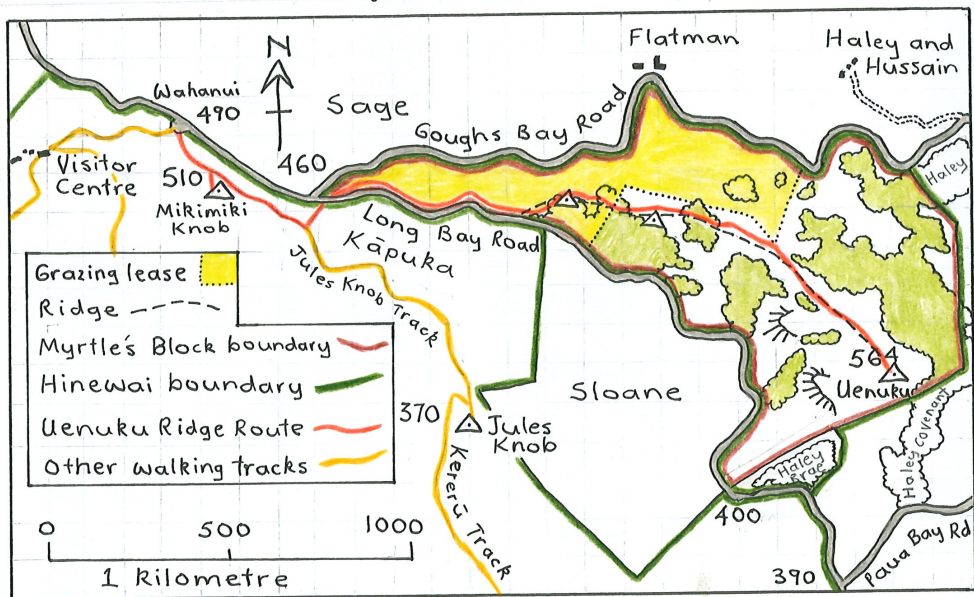 N
Flatman
Haley and
Hussain
Wahanui
490
Sage
Goughs Bay Road
Visitor
Centre
460
510
Mikimiki
Knob
Long Bay Road
Kāpuka
Haley
Jules Knob Track
Grazing lease
Ridge
Myrtle's Block boundary
Hinewai boundary
Uenuku Ridge Route
Other walking tracks
564
Uenuku
Sloane
370
Jules
Knob
Kererū Track
Haley
Brae
Haley Covenant
400
390
Paua Bay Rd
0 500 1000
1 Kilometre